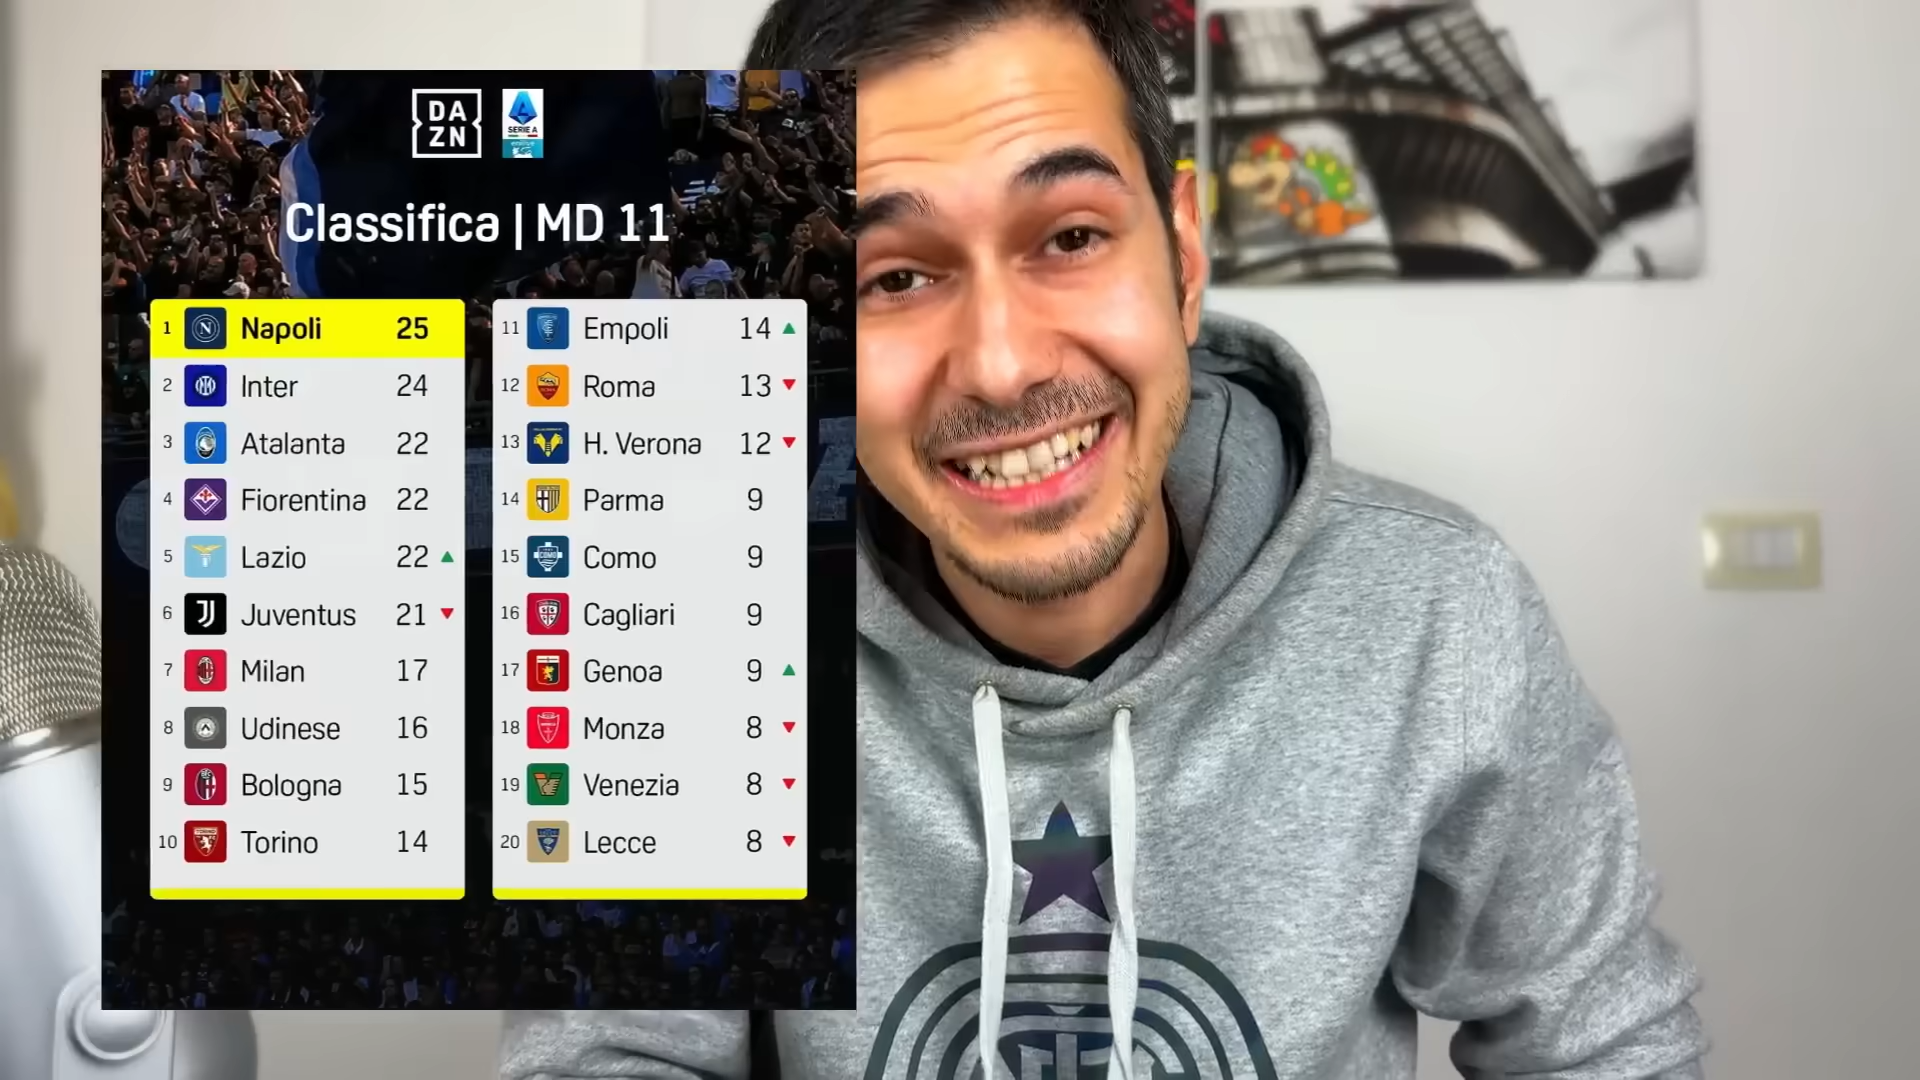 DA
ZN
SERIE A
enilive
Classifica | MD 11
1 Napoli 25
2 Inter 24
3 Atalanta 22
4 Fiorentina 22
5 Lazio 22
6 Juventus 21
7 Milan 17
8 Udinese 16
9 Bologna 15
10 Torino 14
11 Empoli 14
12 Roma 13
13 H. Verona 12
14 Parma 9
15 Como 9
16 Cagliari 9
17 Genoa 9
18 Monza 8
19 Venezia 8
20 Lecce 8